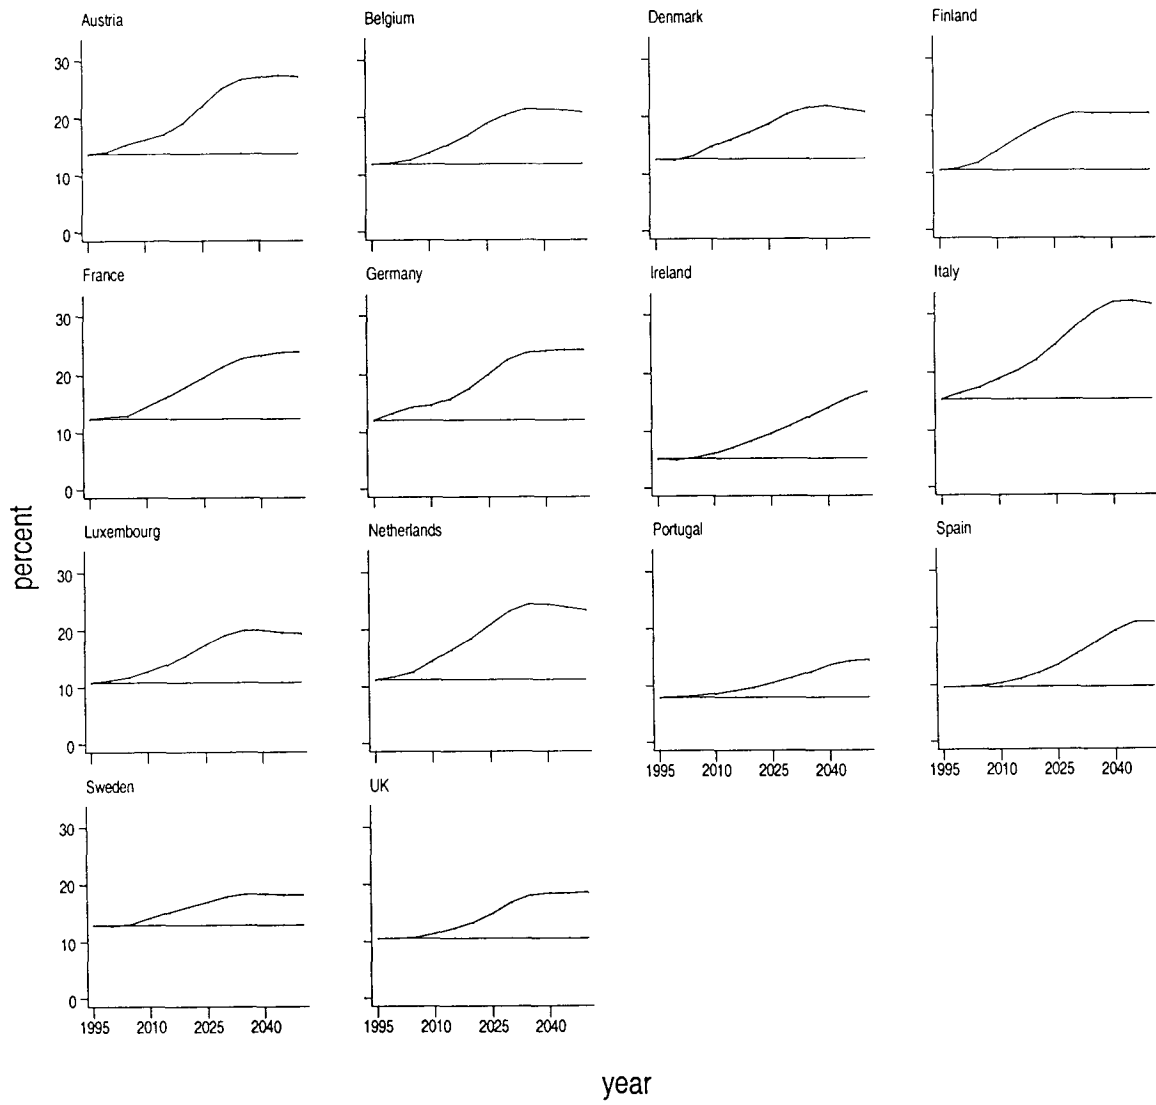 Austria
Belgium
Denmark
Finland
30
20
10
0
France
Germany
Ireland
Italy
30
20
10
0
percent
Luxembourg
Netherlands
Portugal
Spain
30
20
10
0
1995 2010 2025 2040
1995 2010 2025 2040
Sweden
UK
30
20
10
0
1995 2010 2025 2040
1995 2010 2025 2040
year